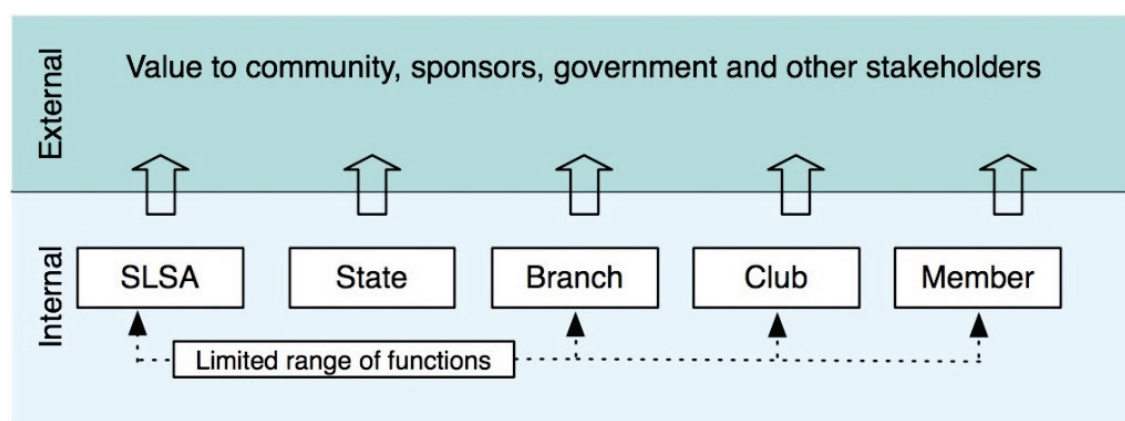 External
Value to community, sponsors, government and other stakeholders
Internal
SLSA
State
Branch
Club
Member
Limited range of functions